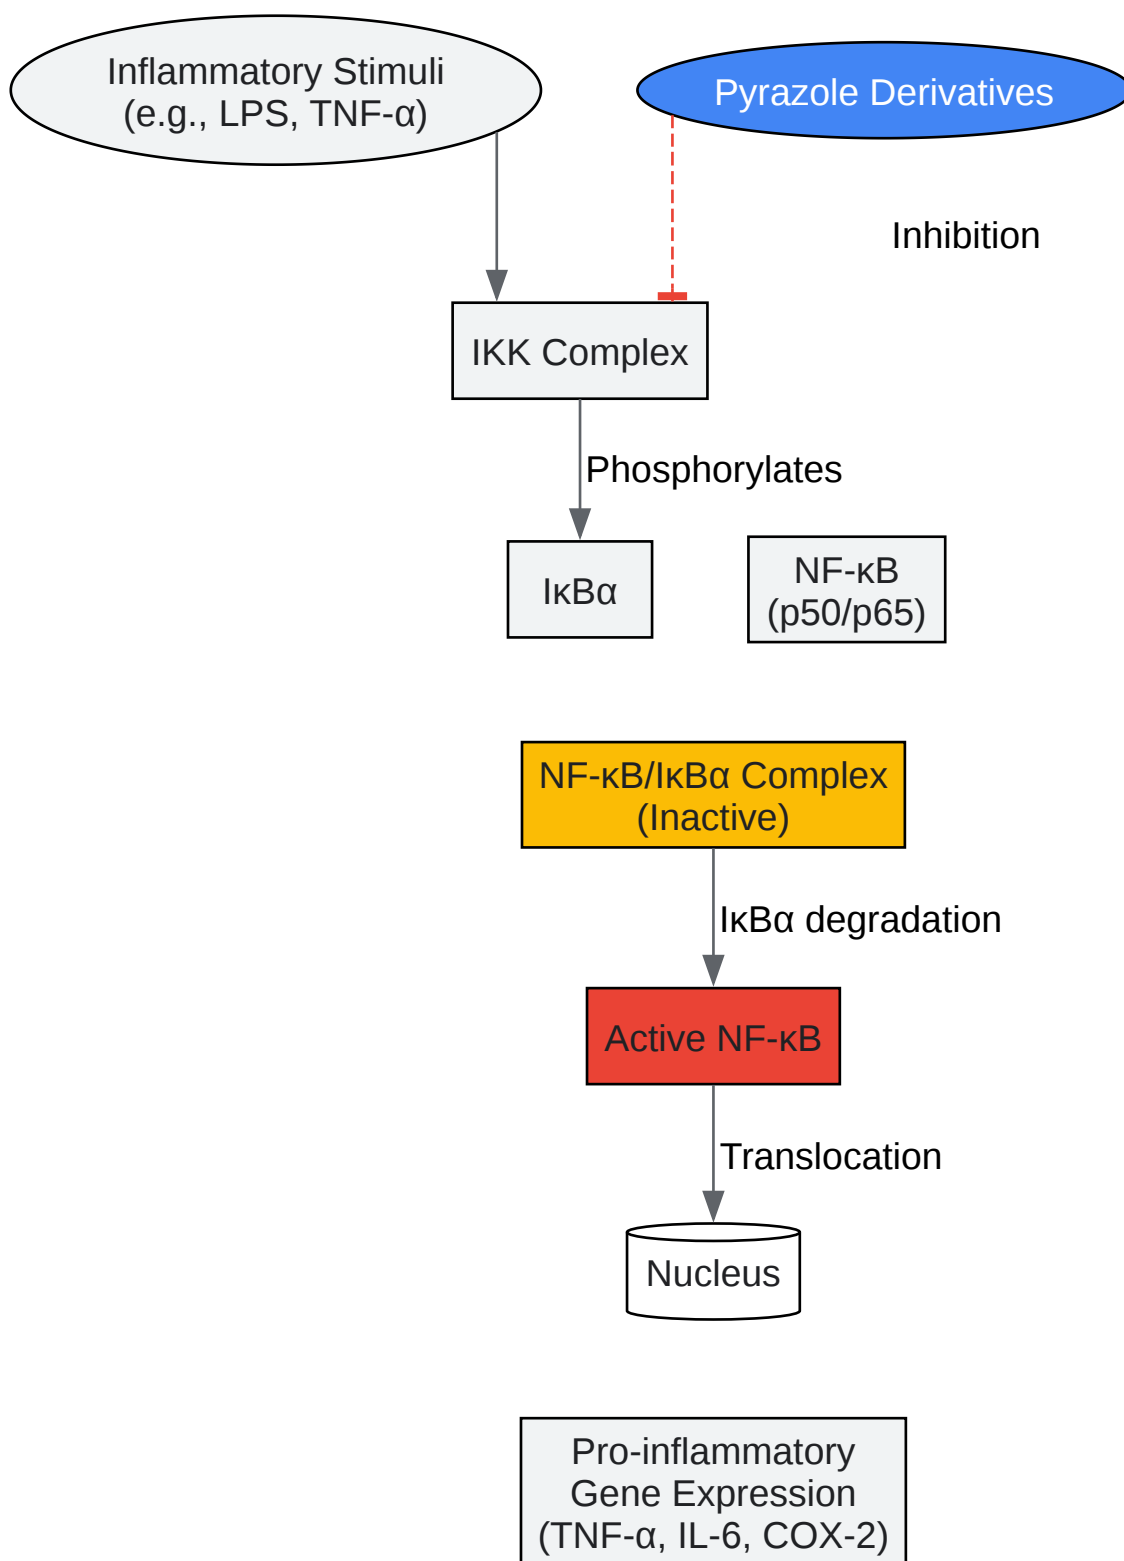 Inflammatory Stimuli
(e.g., LPS, TNF-α)
Pyrazole Derivatives
Inhibition
IKK Complex
Phosphorylates
IκBα
NF-κB
(p50/p65)
NF-κB/IκBα Complex
(Inactive)
IκBα degradation
Active NF-κB
Translocation
Nucleus
Pro-inflammatory
Gene Expression
(TNF-α, IL-6, COX-2)